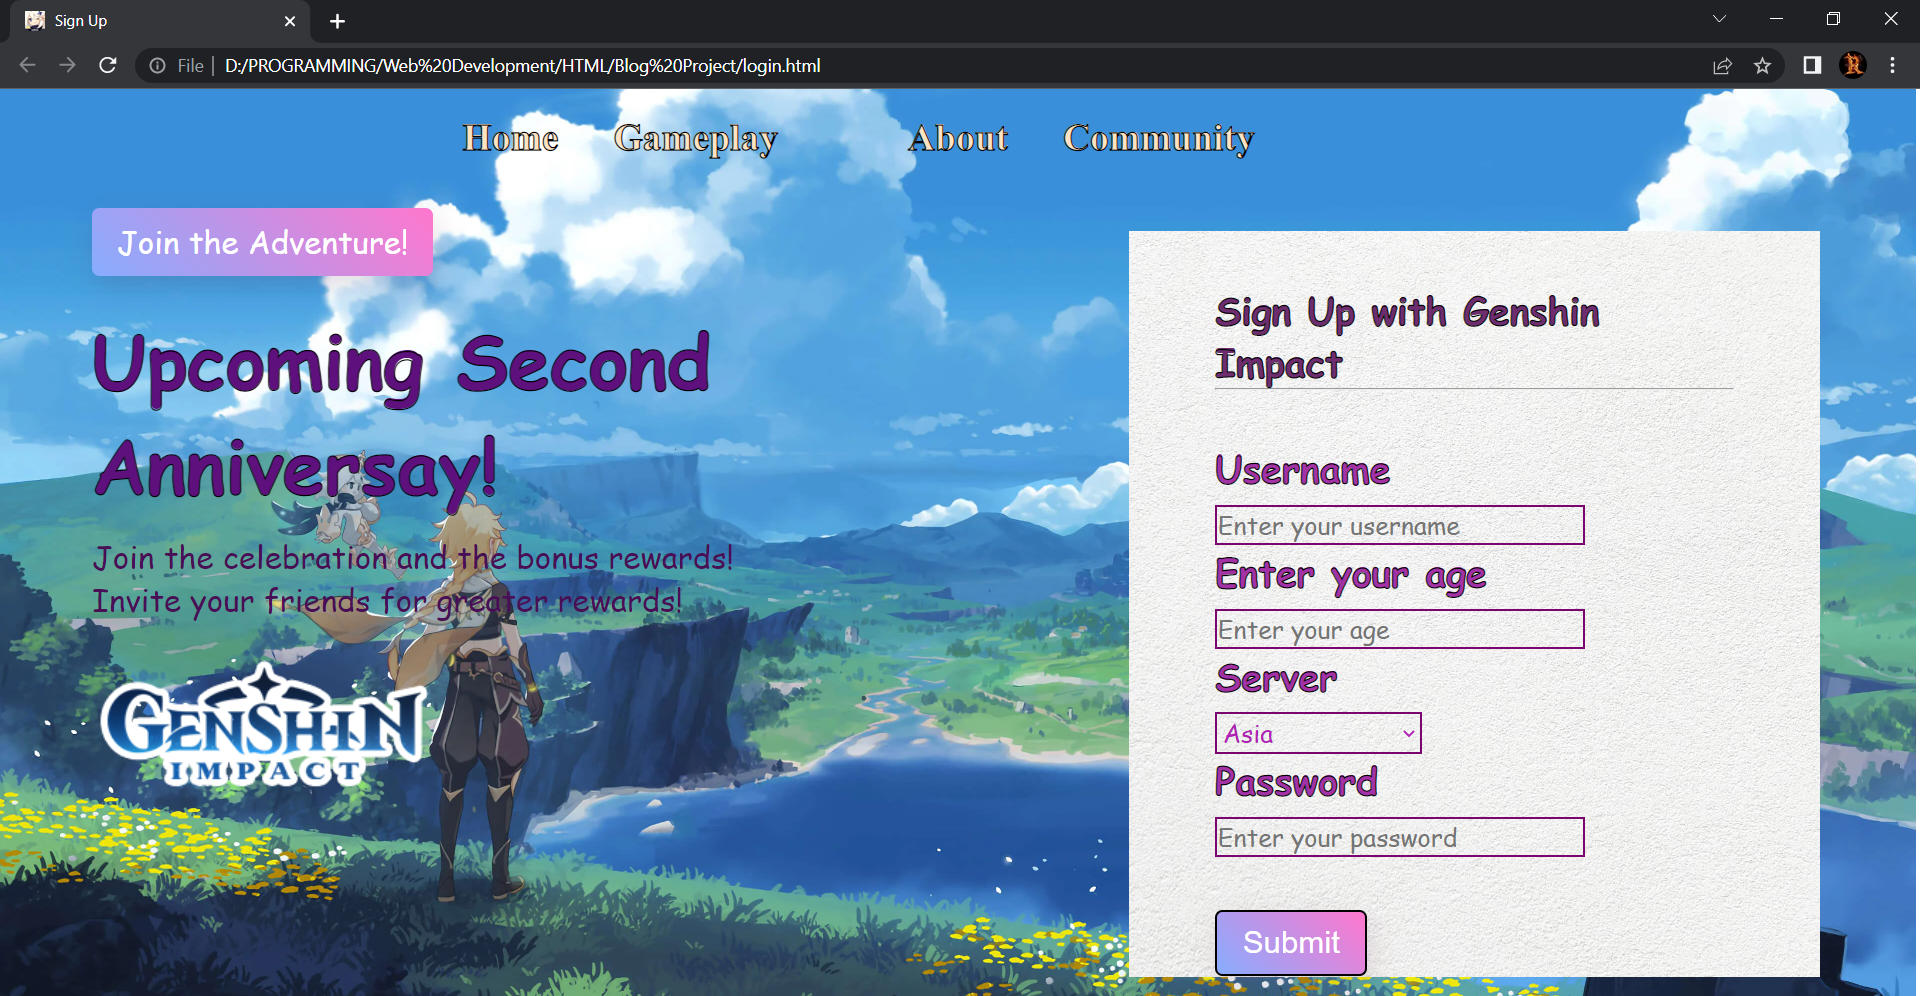 Sign Up
File
D:/PROGRAMMING/Web%20Development/HTML/Blog%20Project/login.html
Home Gameplay About Community
Join the Adventure!
Upcoming Second
Anniversay!
Join the celebration and the bonus rewards!
Invite your friends for greater rewards!
GENSHIN
IMPACT
Sign Up with Genshin
Impact
Username
Enter your username
Enter your age
Enter your age
Server
Asia
Password
Enter your password
Submit